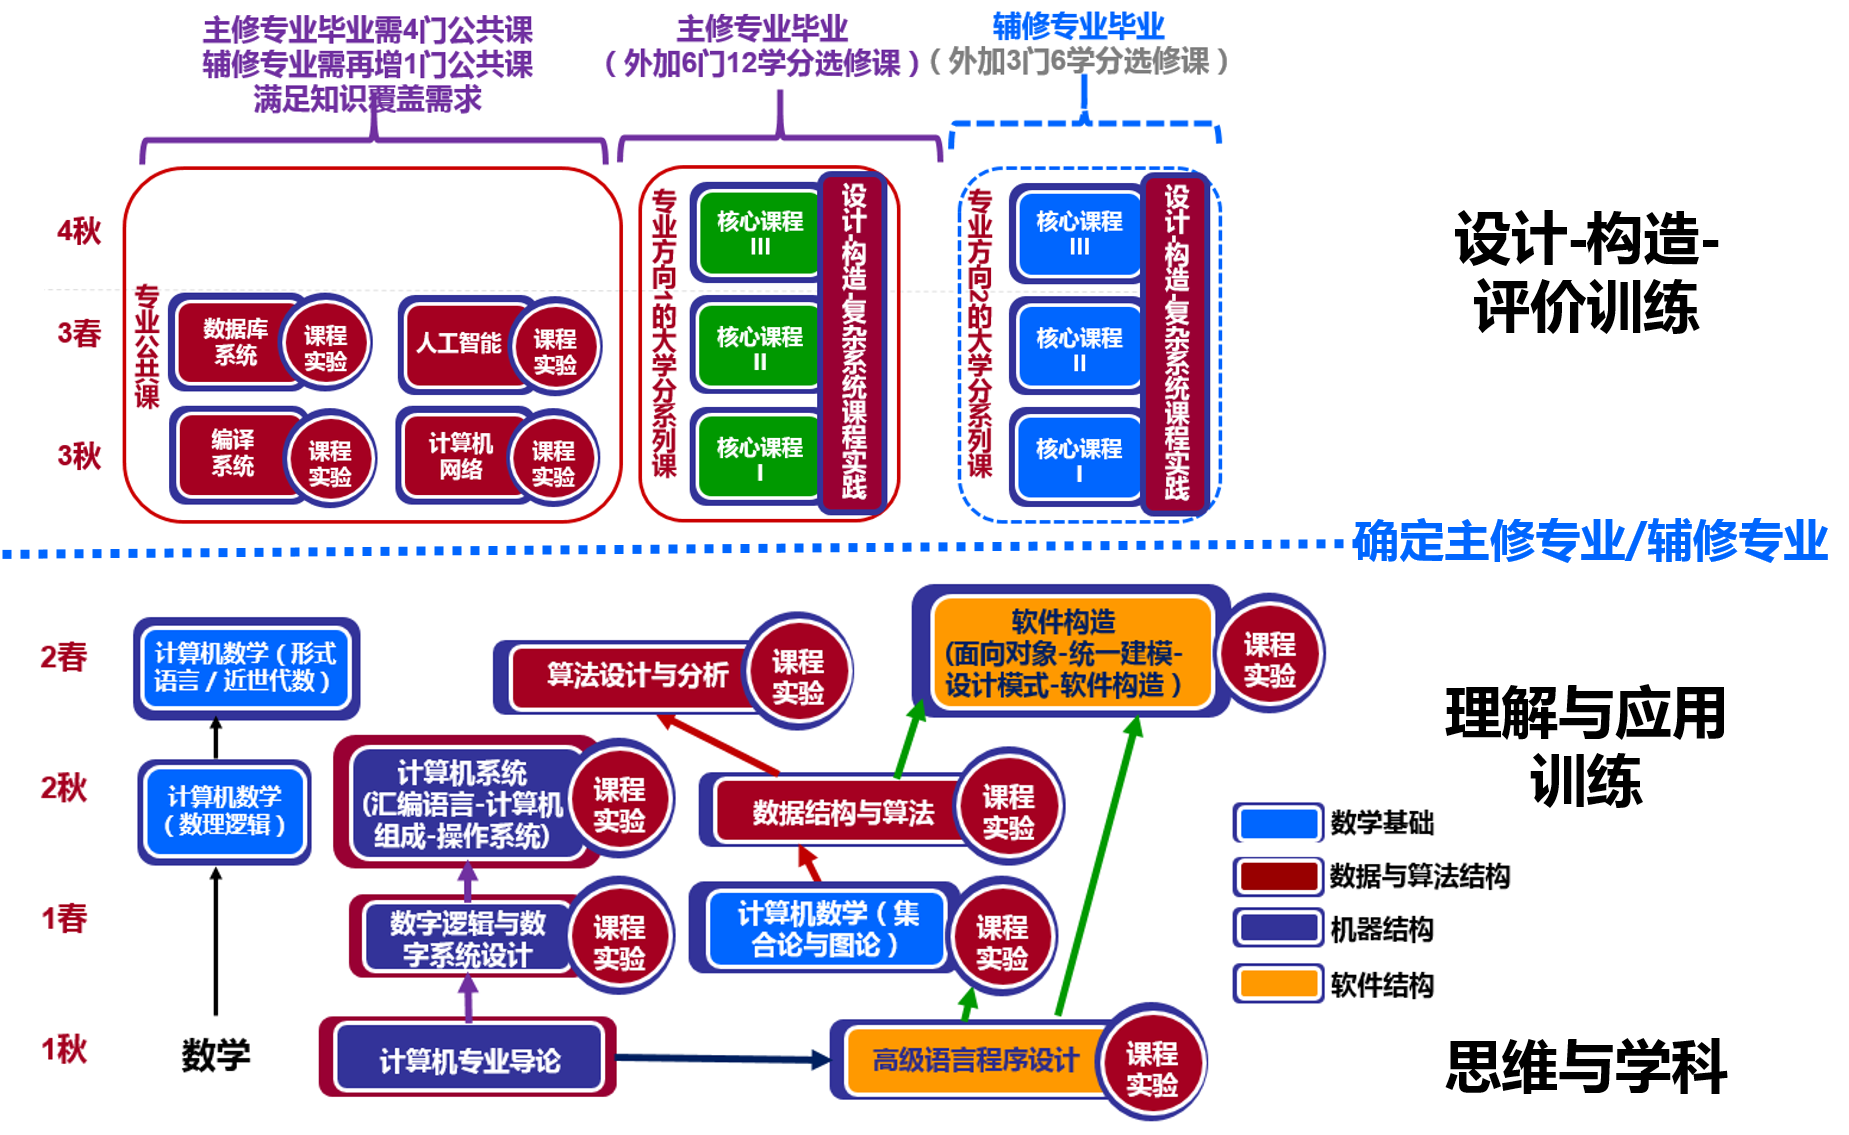 主修专业毕业需4门公共课
辅修专业需再增1门公共课
满足知识覆盖需求
主修专业毕业
（外加6门12学分选修课）
辅修专业毕业
（外加3门6学分选修课）
4秋
3春
3秋
专业公共课
数据库
系统
课程
实验
人工智能
课程
实验
编译
系统
课程
实验
计算机
网络
课程
实验
专业方向1的大学分系列课
核心课程
III
核心课程
II
核心课程
I
设计-构造-复杂系统课程实践
专业方向2的大学分系列课
核心课程
III
核心课程
II
核心课程
I
设计-构造-复杂系统课程实践
设计-构造-
评价训练
确定主修专业/辅修专业
2春
计算机数学（形式
语言 / 近世代数）
算法设计与分析
课程
实验
软件构造
(面向对象-统一建模-
设计模式-软件构造）
课程
实验
理解与应用
训练
2秋
计算机数学
（数理逻辑）
计算机系统
(汇编语言-计算机
组成-操作系统)
课程
实验
数据结构与算法
课程
实验
数学基础
数据与算法结构
机器结构
软件结构
1春
数字逻辑与数
字系统设计
课程
实验
计算机数学（集
合论与图论）
课程
实验
1秋
数学
计算机专业导论
高级语言程序设计
课程
实验
思维与学科